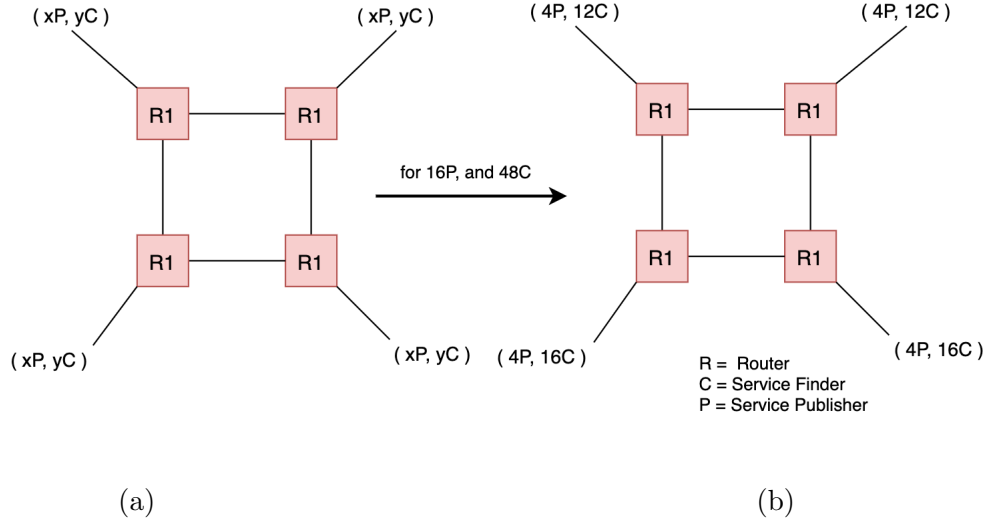 ( xP, yC )
( xP, yC )
( 4P, 12C )
( 4P, 12C )
R1
R1
R1
R1
for 16P, and 48C
R1
R1
R1
R1
( xP, yC )
( xP, yC )
( 4P, 16C )
( 4P, 16C )
R = Router
C = Service Finder
P = Service Publisher
(a)
(b)